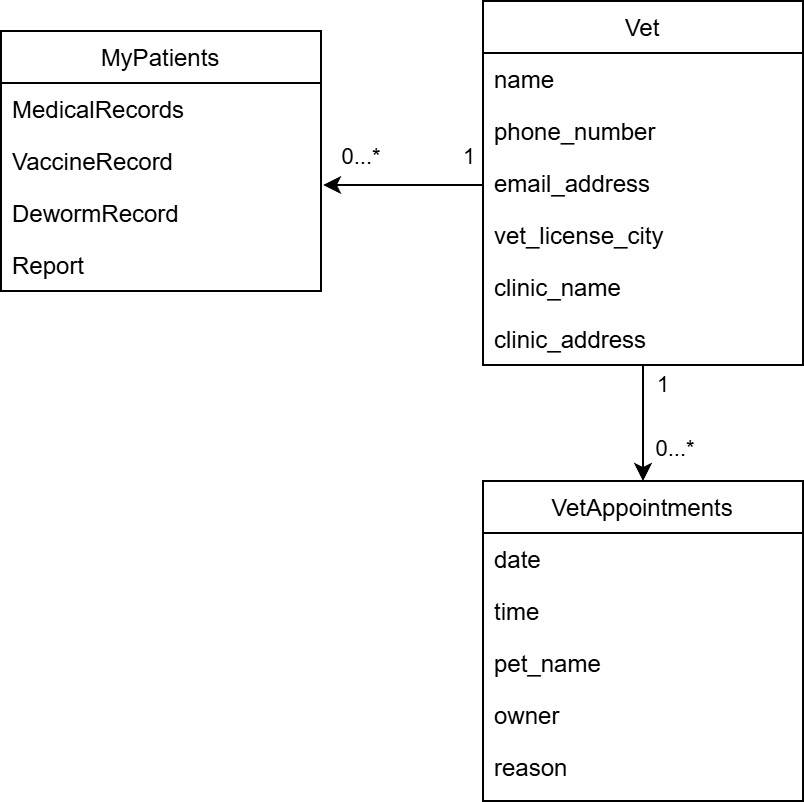 MyPatients
MedicalRecords
VaccineRecord
DewormRecord
Report
0...*
1
Vet
name
phone_number
email_address
vet_license_city
clinic_name
clinic_address
1
0...*
VetAppointments
date
time
pet_name
owner
reason